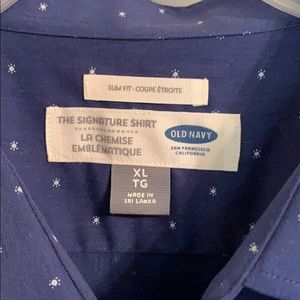 SLIM FIT - COUPE ÉTROITE
THE SIGNATURE SHIRT
LA CHEMISE
EMBLÉMATIQUE
OLD NAVY
SAN FRANCISCO
CALIFORNIA
XL
TG
MADE IN
SRI LANKA